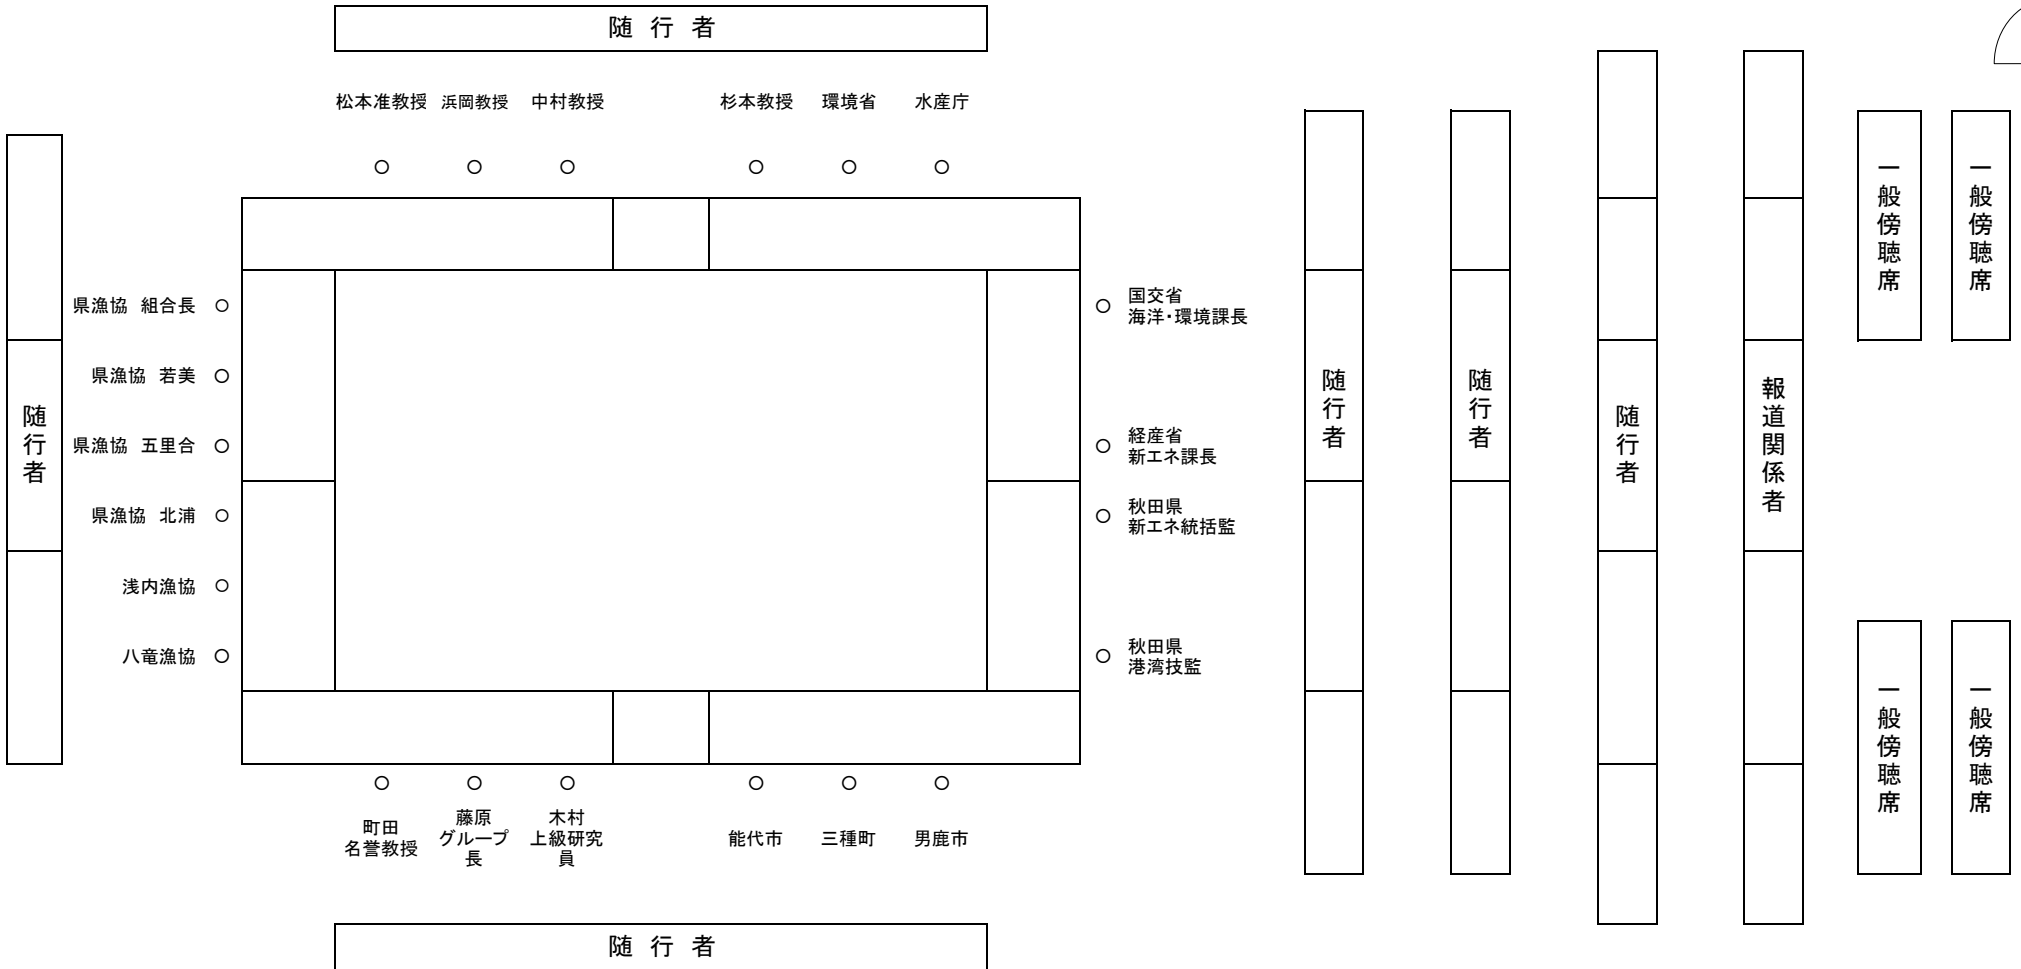 随 行 者
松本准教授 浜岡教授 中村教授 杉本教授 環境省 水産庁
県漁協 組合長
県漁協 若美
県漁協 五里合
県漁協 北浦
浅内漁協
八竜漁協
随行者
国交省
海洋・環境課長
経産省
新エネ課長
秋田県
新エネ統括監
秋田県
港湾技監
町田
名誉教授
藤原
グループ
長
木村
上級研究
員
能代市 三種町 男鹿市
随 行 者
随行者
随行者
随行者
報道関係者
一般傍聴席
一般傍聴席
一般傍聴席
一般傍聴席